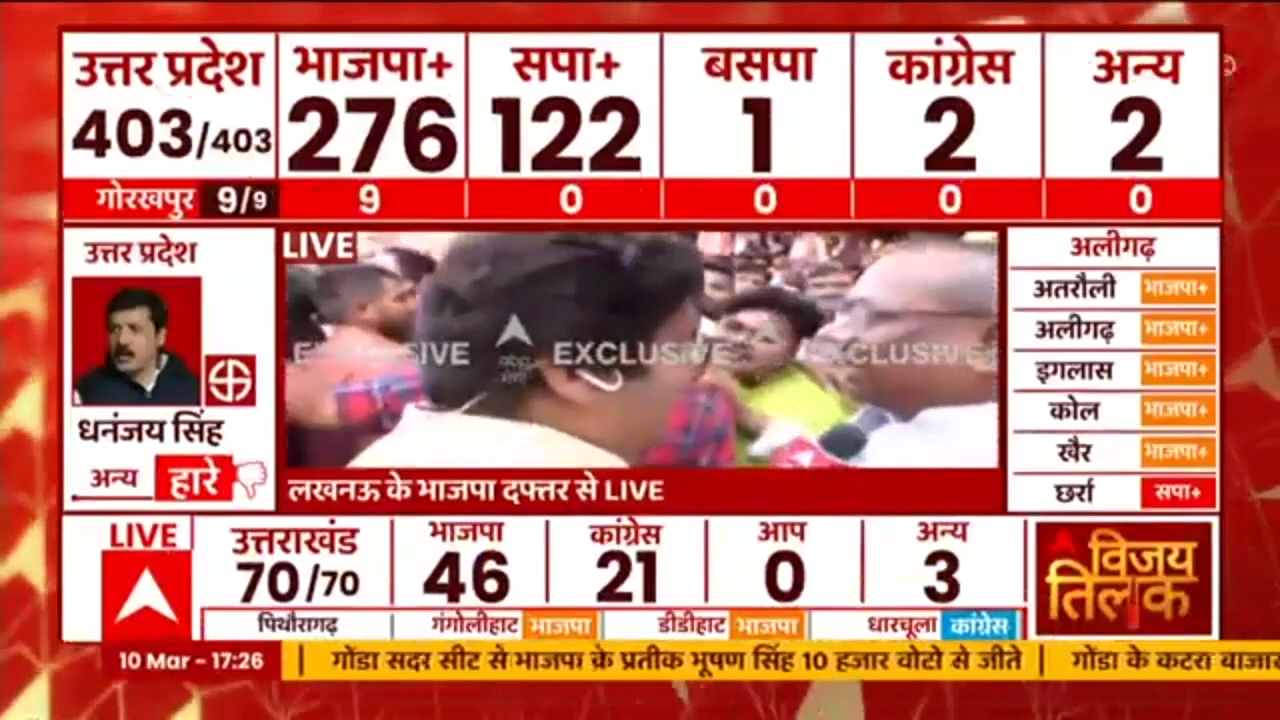 उत्तर प्रदेश भाजपा+ सपा+ बसपा कांग्रेस अन्य
403/403 276 122 1 2 2
गोरखपुर 9/9 9 0 0 0 0
उत्तर प्रदेश
धनंजय सिंह
अन्य हारे
LIVE
EXCLUSIVE EXCLUSIVE
लखनऊ के भाजपा दफ्तर से LIVE
अलीगढ़
अतरौली भाजपा+
अलीगढ़ भाजपा+
इगलास भाजपा+
कोल भाजपा+
खैर भाजपा+
छर्रा सपा+
LIVE
उत्तराखंड भाजपा कांग्रेस आप अन्य
70/70 46 21 0 3
पिथौरागढ़ गंगोलीहाट भाजपा डीडीहाट भाजपा धारचूला कांग्रेस
विजय
तिलक
10 Mar - 17:26 | गोंडा सदर सीट से भाजपा के प्रतीक भूषण सिंह 10 हजार वोटो से जीते | गोंडा के कटरा बाजार